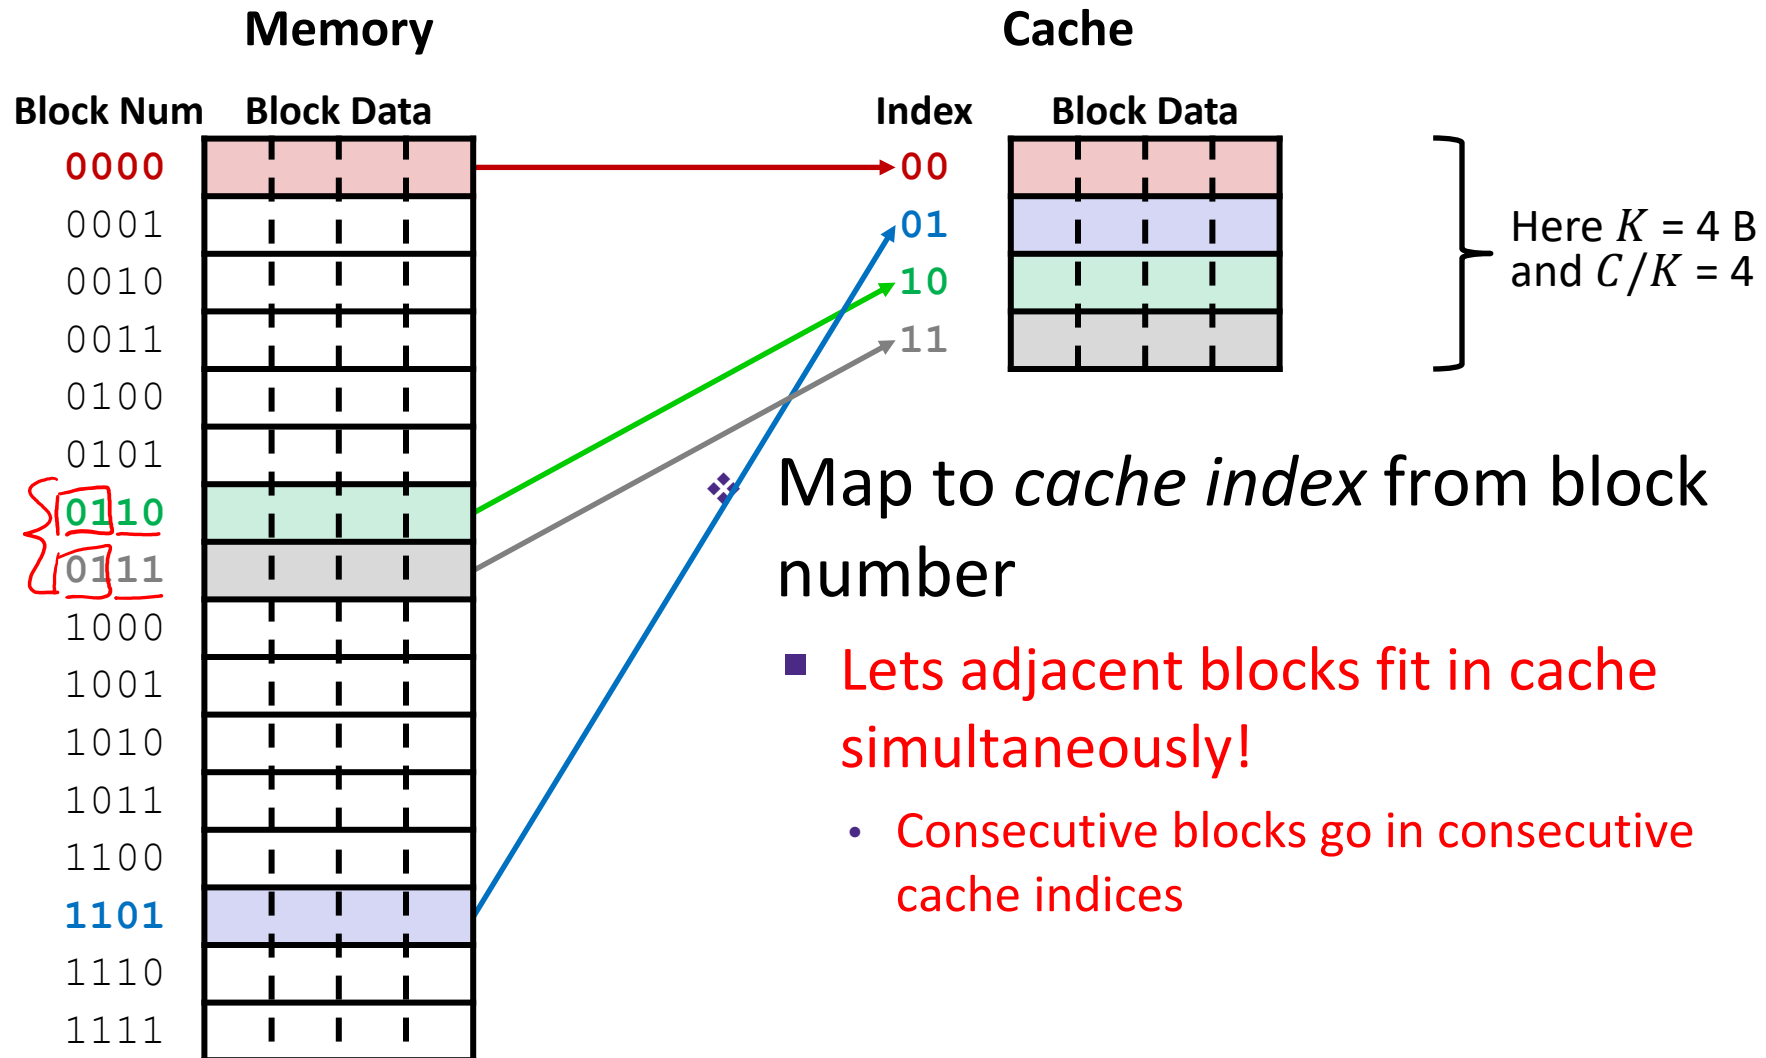 Memory
Cache
Block Num Block Data
Index Block Data
0000
0001
0010
0011
0100
0101
0110
0111
1000
1001
1010
1011
1100
1101
1110
1111
00
01
10
11
Here K = 4 B
and C/K = 4
Map to cache index from block
number
Lets adjacent blocks fit in cache
simultaneously!
Consecutive blocks go in consecutive
cache indices